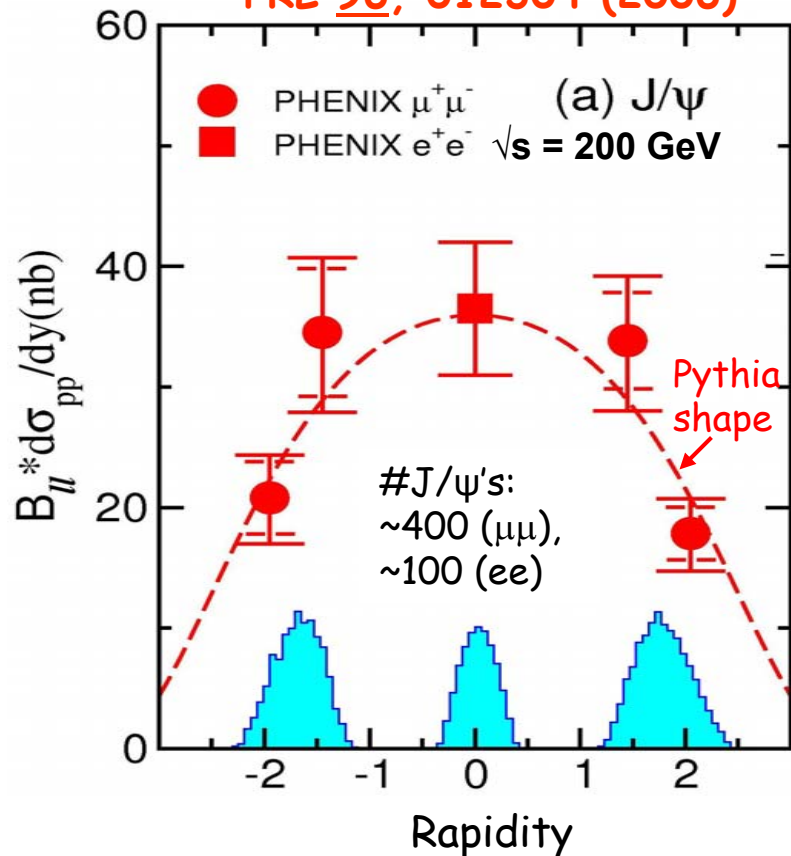 60
PHENIX μ⁺μ⁻ (a) J/ψ
PHENIX e⁺e⁻ √s = 200 GeV
40
B_ll*dσ_pp/dy(nb)
Pythia
shape
#J/ψ's:
~400 (μμ),
~100 (ee)
20
0
-2 -1 0 1 2
Rapidity